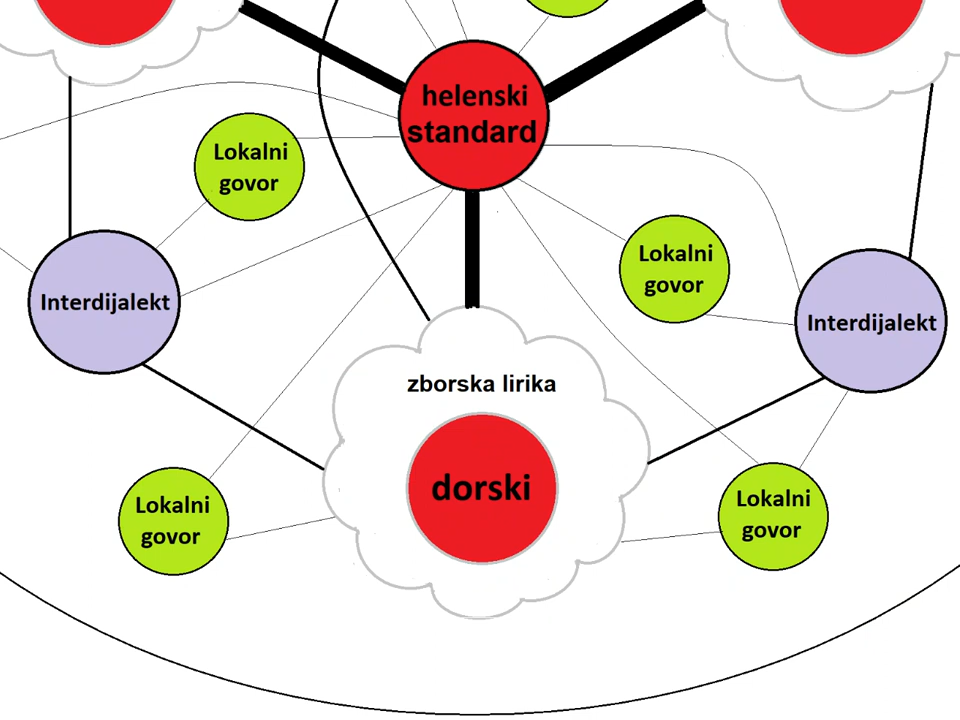 helenski
standard
Lokalni
govor
Lokalni
govor
Interdijalekt
Interdijalekt
zborska lirika
dorski
Lokalni
govor
Lokalni
govor